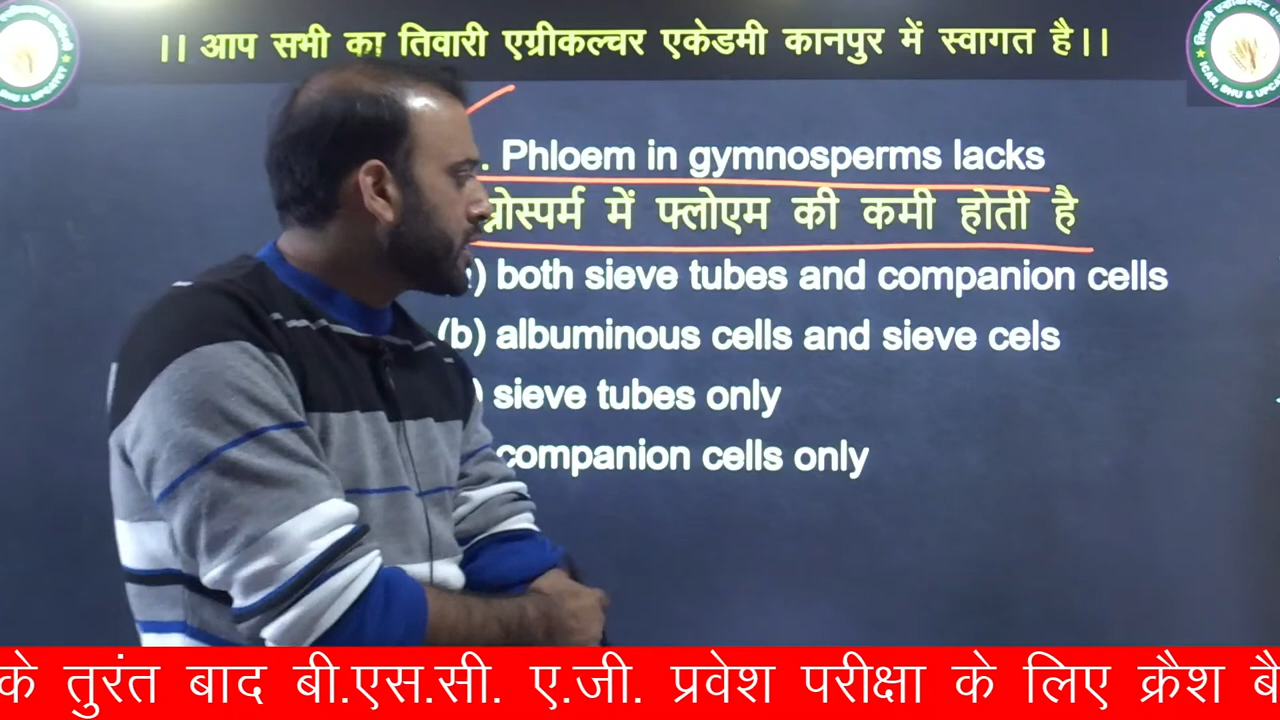 ।। आप सभी का तिवारी एग्रीकल्चर एकेडमी कानपुर में स्वागत है।।
. Phloem in gymnosperms lacks
में फ्लोएम की कमी होती है
) both sieve tubes and companion cells
(b) albuminous cells and sieve cels
) sieve tubes only
companion cells only
के तुरंत बाद बी.एस.सी. ए.जी. प्रवेश परीक्षा के लिए क्रैश